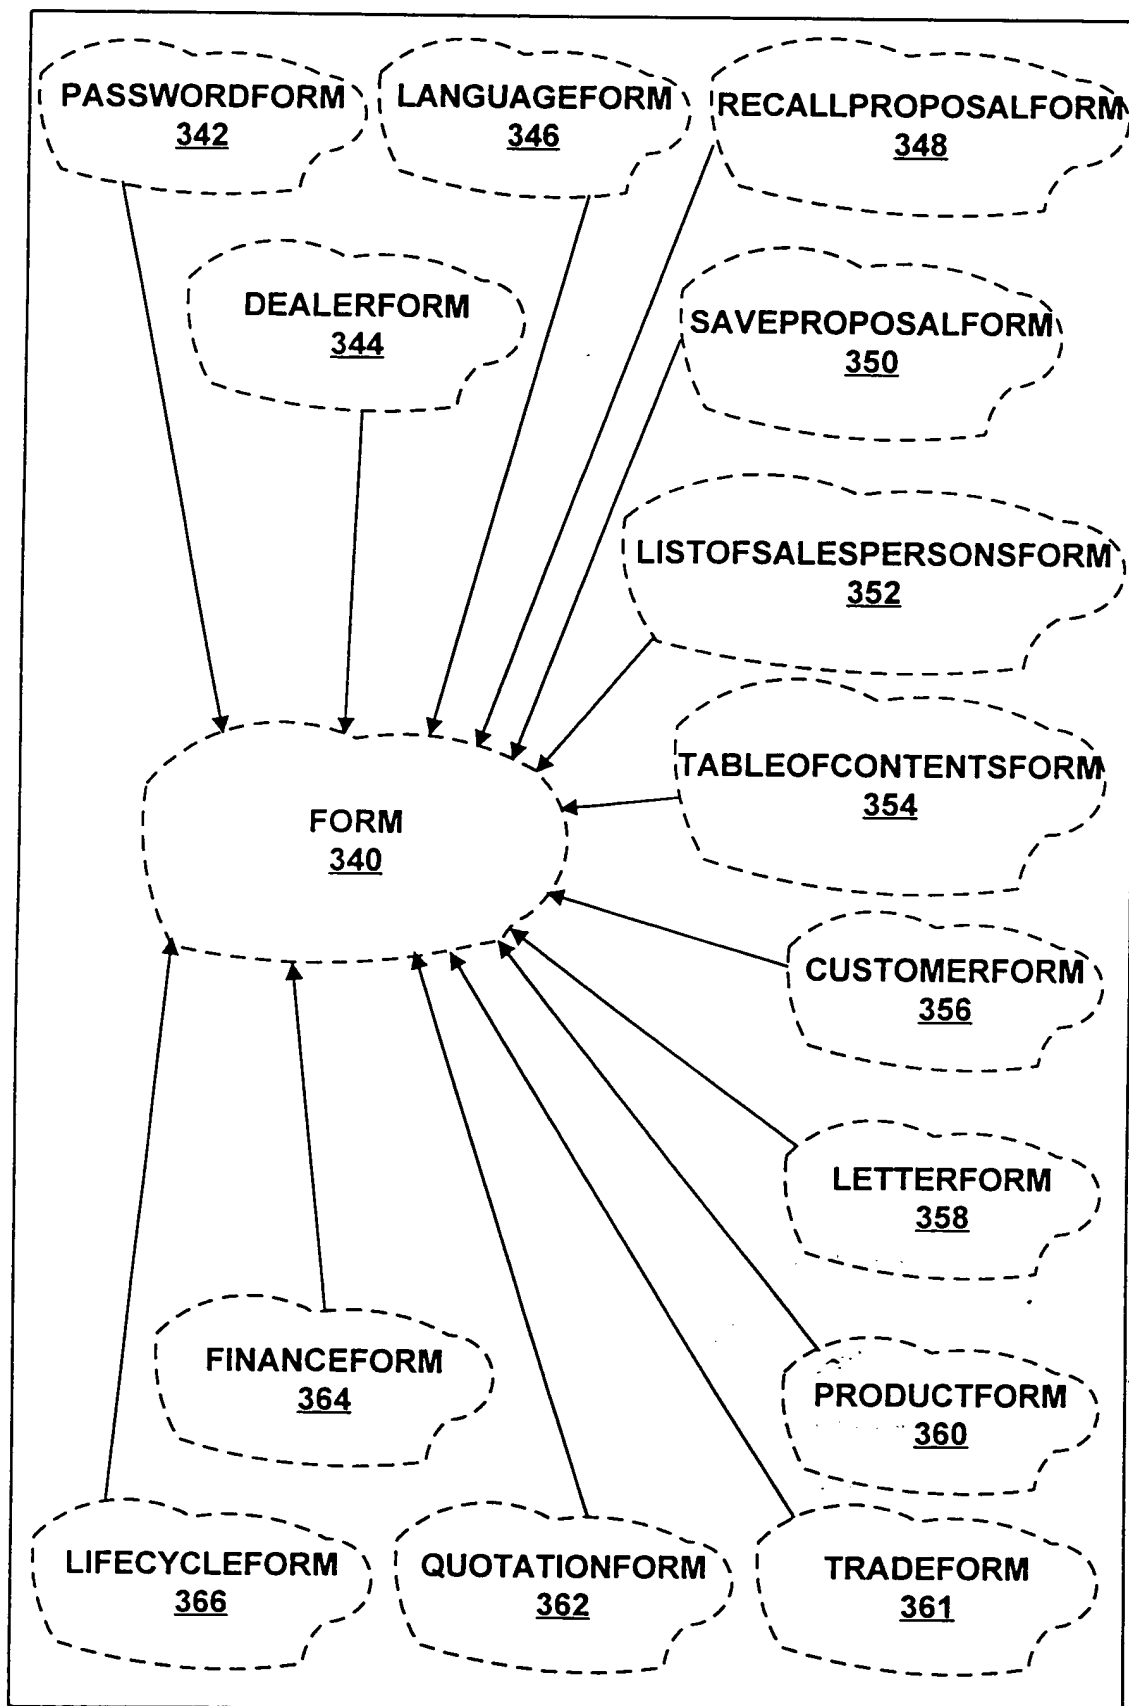 PASSWORDFORM
342
LANGUAGEFORM
346
RECALLPROPOSALFORM
348
DEALERFORM
344
SAVEPROPOSALFORM
350
LISTOFSALESPERSONSFORM
352
TABLEOFCONTENTSFORM
354
FORM
340
CUSTOMERFORM
356
LETTERFORM
358
FINANCEFORM
364
PRODUCTFORM
360
LIFECYCLEFORM
366
QUOTATIONFORM
362
TRADEFORM
361